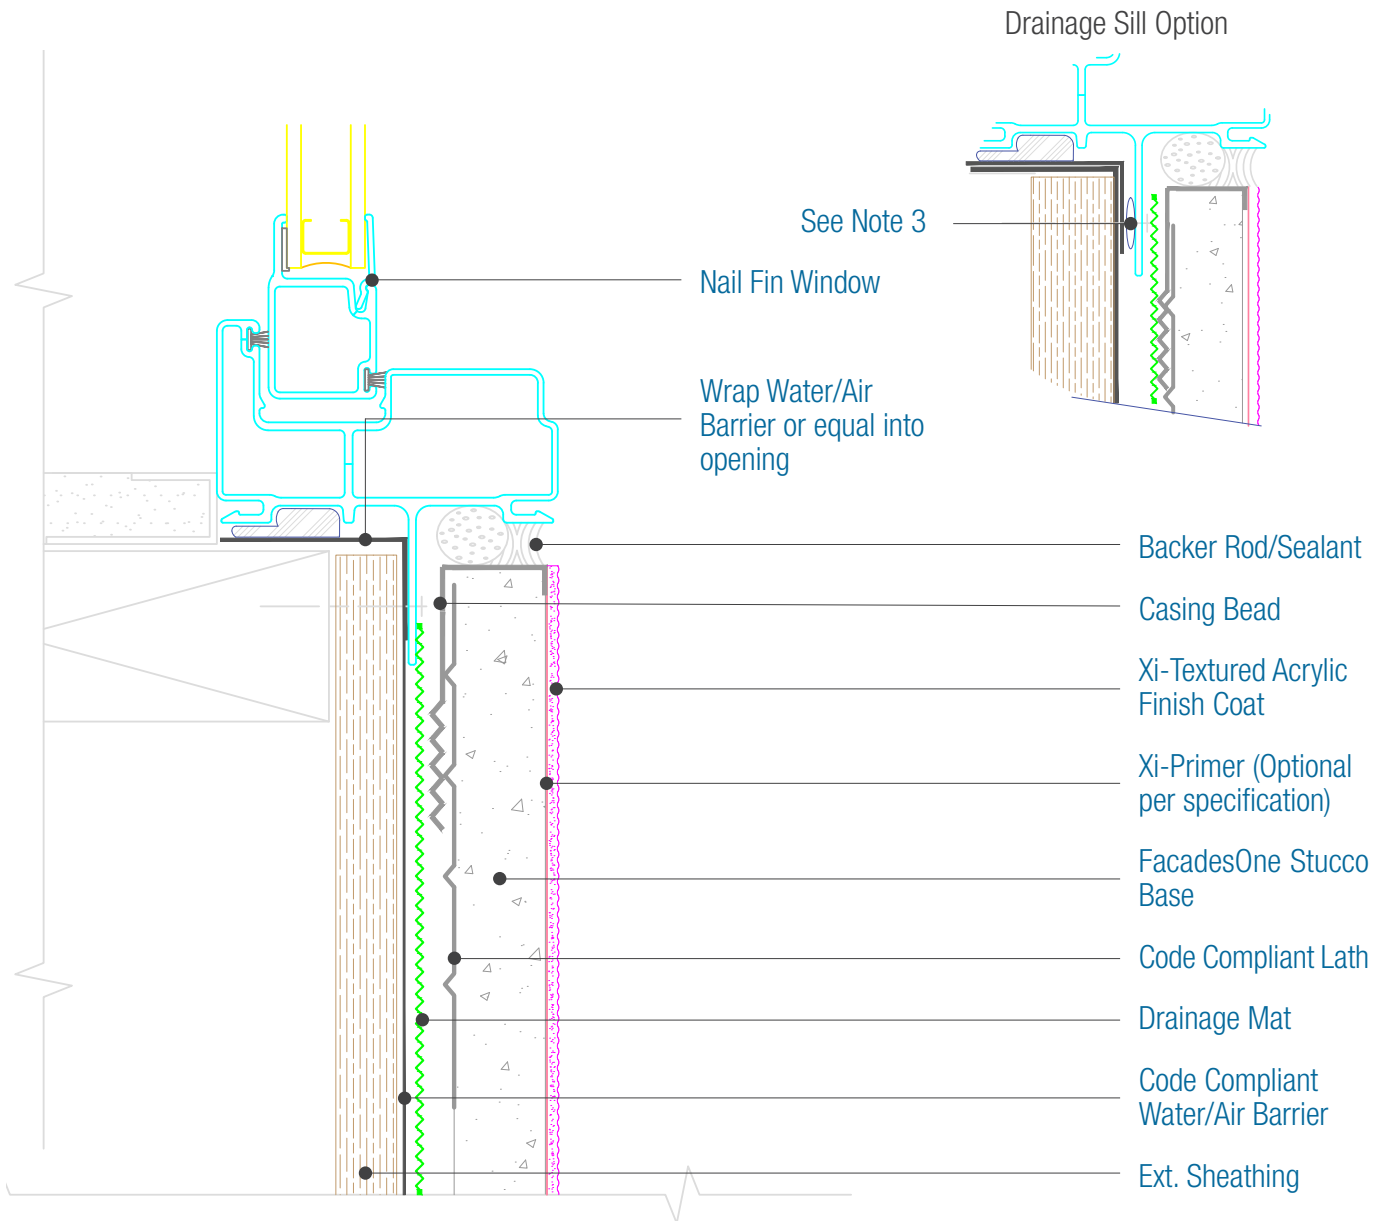 Drainage Sill Option
See Note 3
Nail Fin Window
Wrap Water/Air
Barrier or equal into
opening
Backer Rod/Sealant
Casing Bead
Xi-Textured Acrylic
Finish Coat
Xi-Primer (Optional
per specification)
FacadesOne Stucco
Base
Code Compliant Lath
Drainage Mat
Code Compliant
Water/Air Barrier
Ext. Sheathing